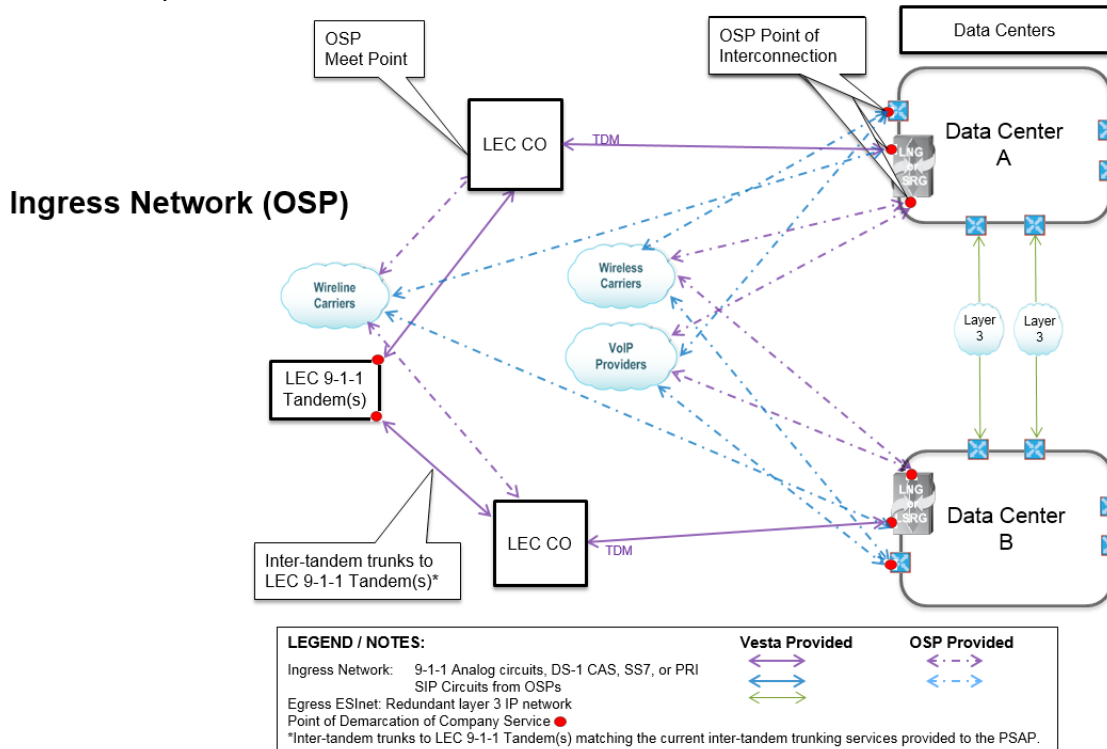 OSP
Meet Point
OSP Point of
Interconnection
Data Centers
LEC CO
TDM
Data Center
A
LNG
SRG
Ingress Network (OSP)
Wireline
Carriers
Wireless
Carriers
VoIP
Providers
Layer
3
Layer
3
LEC 9-1-1
Tandem(s)
LNG
LSRG
Data Center
B
LEC CO
TDM
Inter-tandem trunks to
LEC 9-1-1 Tandem(s)*
LEGEND / NOTES: Vesta Provided OSP Provided
Ingress Network: 9-1-1 Analog circuits, DS-1 CAS, SS7, or PRI
SIP Circuits from OSPs
Egress ESInet: Redundant layer 3 IP network
Point of Demarcation of Company Service
*Inter-tandem trunks to LEC 9-1-1 Tandem(s) matching the current inter-tandem trunking services provided to the PSAP.